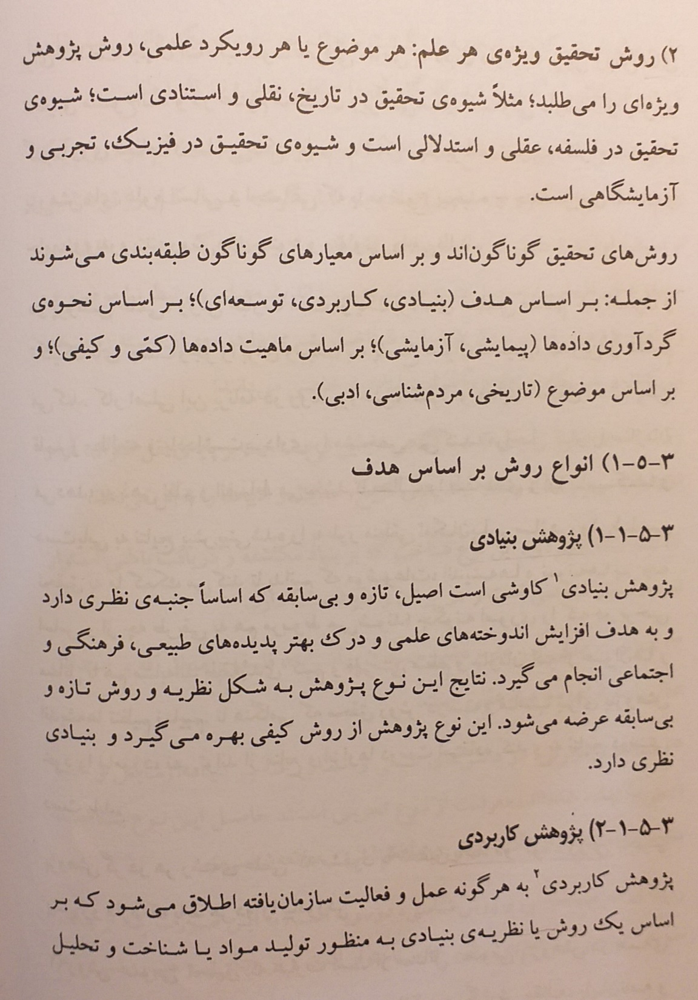 ۲) روش تحقیق ویژه‌ی هر علم: هر موضوع یا هر رویکرد علمی، روش پژوهش
ویژه‌ای را می‌طلبد؛ مثلاً شیوه‌ی تحقیق در تاریخ، نقلی و استنادی است؛ شیوه‌ی
تحقیق در فلسفه، عقلی و استدلالی است و شیوه‌ی تحقیق در فیزیک، تجربی و
آزمایشگاهی است.
روش‌های تحقیق گوناگون‌اند و بر اساس معیارهای گوناگون طبقه‌بندی می‌شوند
از جمله: بر اساس هدف (بنیادی، کاربردی، توسعه‌ای)؛ بر اساس نحوه‌ی
گردآوری داده‌ها (پیمایشی، آزمایشی)؛ بر اساس ماهیت داده‌ها (کمّی و کیفی)؛ و
بر اساس موضوع (تاریخی، مردم‌شناسی، ادبی).
۳-۵-۱) انواع روش بر اساس هدف
۳-۵-۱-۱) پژوهش بنیادی
پژوهش بنیادی۱ کاوشی است اصیل، تازه و بی‌سابقه که اساساً جنبه‌ی نظری دارد
و به هدف افزایش اندوخته‌های علمی و درک بهتر پدیده‌های طبیعی، فرهنگی و
اجتماعی انجام می‌گیرد. نتایج این نوع پژوهش به شکل نظریه و روش تازه و
بی‌سابقه عرضه می‌شود. این نوع پژوهش از روش کیفی بهره می‌گیرد و بنیادی
نظری دارد.
۳-۵-۱-۲) پژوهش کاربردی
پژوهش کاربردی۲ به هرگونه عمل و فعالیت سازمان‌یافته اطلاق می‌شود که بر
اساس یک روش یا نظریه‌ی بنیادی به منظور تولید مواد یا شناخت و تحلیل